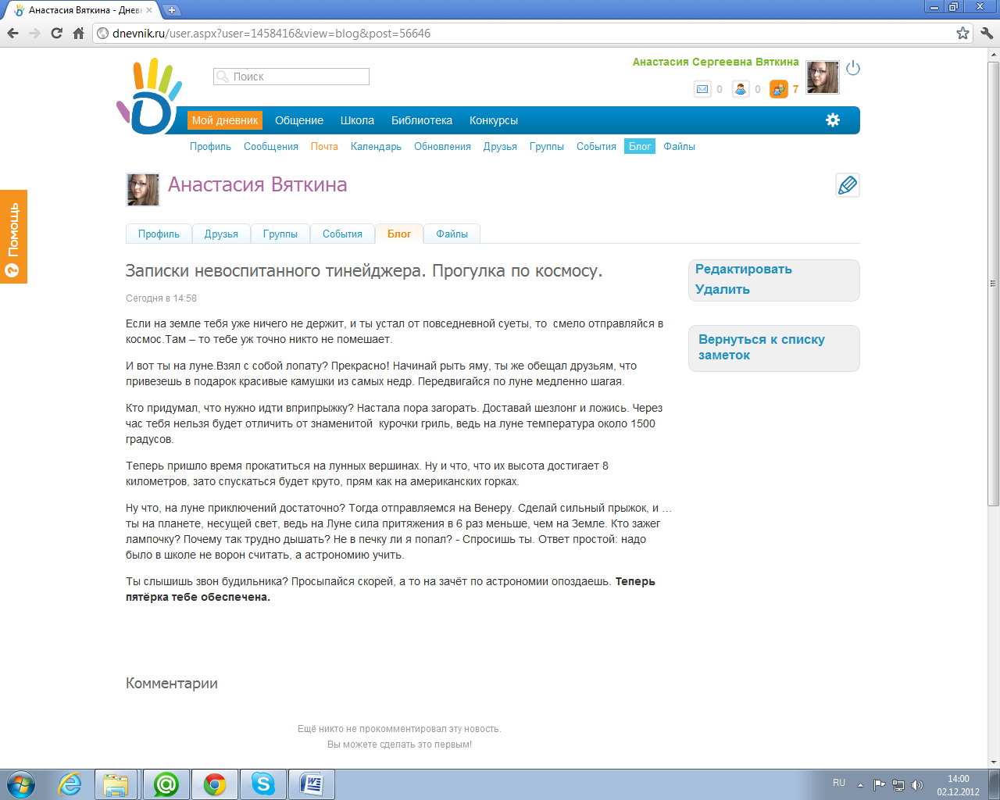 Анастасия Вяткина - Дневн
dnevnik.ru/user.aspx?user=1458416&view=blog&post=56646
Анастасия Сергеевна Вяткина
Поиск
0 0 7
Мой дневник Общение Школа Библиотека Конкурсы
Профиль Сообщения Почта Календарь Обновления Друзья Группы События Блог Файлы
Анастасия Вяткина
Помощь
Профиль Друзья Группы События Блог Файлы
Записки невоспитанного тинейджера. Прогулка по космосу.
Сегодня в 14:58
Если на земле тебя уже ничего не держит, и ты устал от повседневной суеты, то  смело отправляйся в
космос.Там – то тебе уж точно никто не помешает.
И вот ты на луне.Взял с собой лопату? Прекрасно! Начинай рыть яму, ты же обещал друзьям, что
привезешь в подарок красивые камушки из самых недр. Передвигайся по луне медленно шагая.
Кто придумал, что нужно идти вприпрыжку? Настала пора загорать. Доставай шезлонг и ложись. Через
час тебя нельзя будет отличить от знаменитой  курочки гриль, ведь на луне температура около 1500
градусов.
Теперь пришло время прокатиться на лунных вершинах. Ну и что, что их высота достигает 8
километров, зато спускаться будет круто, прям как на американских горках.
Ну что, на луне приключений достаточно? Тогда отправляемся на Венеру. Сделай сильный прыжок, и …
ты на планете, несущей свет, ведь на Луне сила притяжения в 6 раз меньше, чем на Земле. Кто зажег
лампочку? Почему так трудно дышать? Не в печку ли я попал? - Спросишь ты. Ответ простой: надо
было в школе не ворон считать, а астрономию учить.
Ты слышишь звон будильника? Просыпайся скорей, а то на зачёт по астрономии опоздаешь. Теперь
пятёрка тебе обеспечена.
Редактировать
Удалить
Вернуться к списку
заметок
Комментарии
Ещё никто не прокомментировал эту новость.
Вы можете сделать это первым!
RU
14:00
02.12.2012